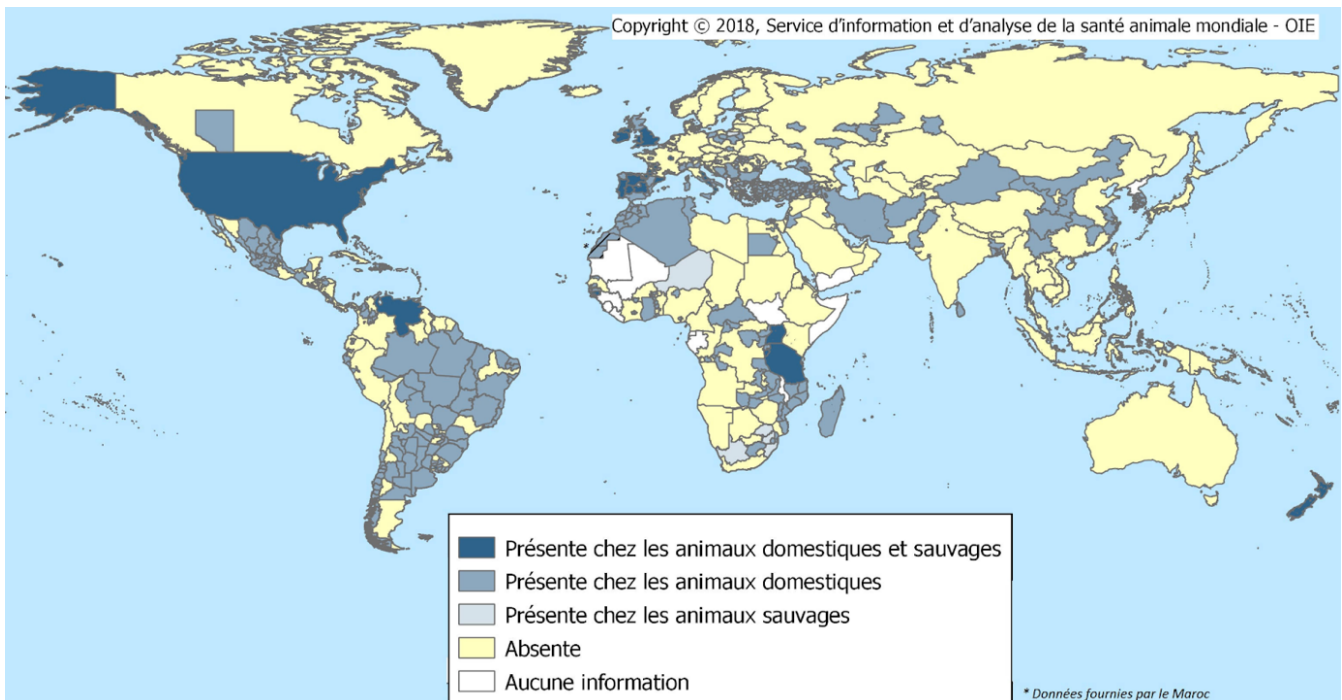 Copyright © 2018, Service d'information et d'analyse de la santé animale mondiale - OIE
*
Présente chez les animaux domestiques et sauvages
Présente chez les animaux domestiques
Présente chez les animaux sauvages
Absente
Aucune information
* Données fournies par le Maroc